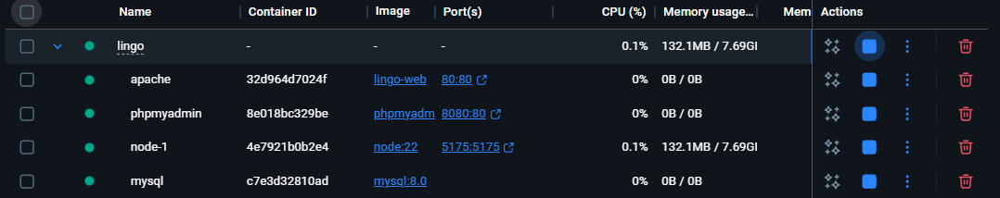 Name Container ID Image Port(s) CPU (%) Memory usage... Mem Actions
lingo - - - 0.1% 132.1MB / 7.69GI
apache 32d964d7024f lingo-web 80:80 0% 0B / 0B
phpmyadmin 8e018bc329be phpmyadm 8080:80 0% 0B / 0B
node-1 4e7921b0b2e4 node:22 5175:5175 0.1% 132.1MB / 7.69GI
mysql c7e3d32810ad mysql:8.0 0% 0B / 0B